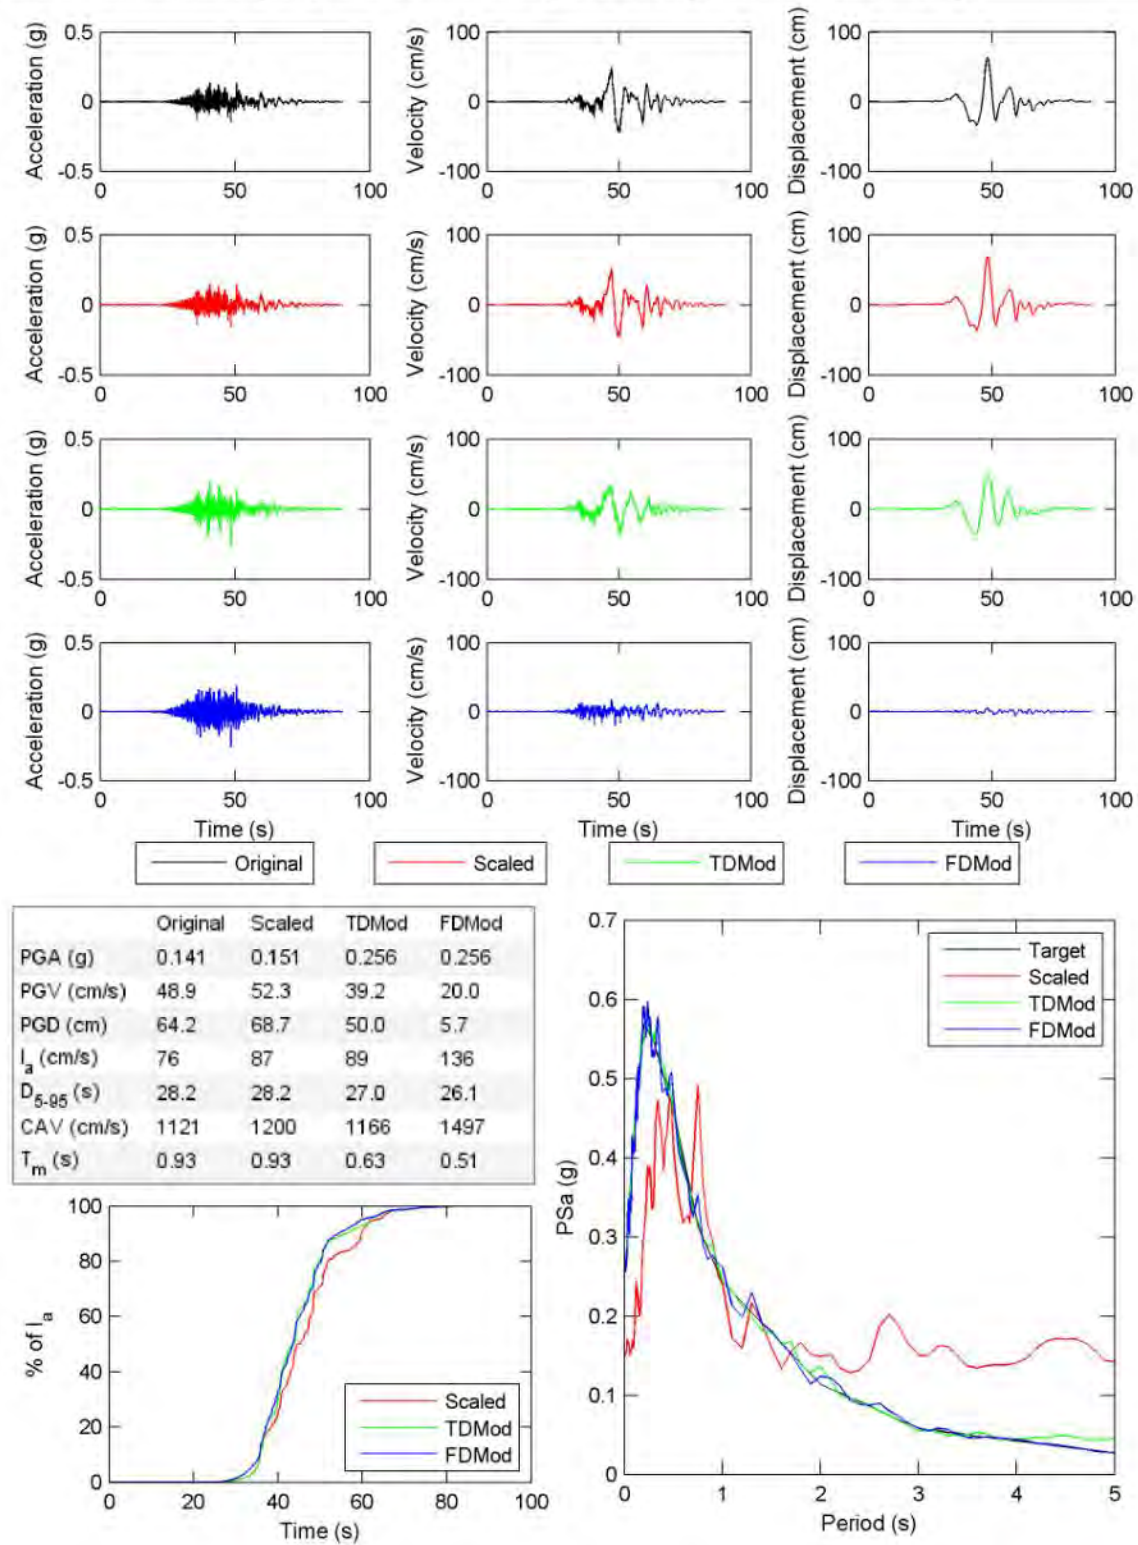 Acceleration (g)
0.5
0
-0.5
0 50 100
Velocity (cm/s)
100
0
-100
0 50 100
Displacement (cm)
100
0
-100
0 50 100
Acceleration (g)
0.5
0
-0.5
0 50 100
Velocity (cm/s)
100
0
-100
0 50 100
Displacement (cm)
100
0
-100
0 50 100
Acceleration (g)
0.5
0
-0.5
0 50 100
Velocity (cm/s)
100
0
-100
0 50 100
Displacement (cm)
100
0
-100
0 50 100
Acceleration (g)
0.5
0
-0.5
0 50 100
Time (s)
Velocity (cm/s)
100
0
-100
0 50 100
Time (s)
Displacement (cm)
100
0
-100
0 50 100
Time (s)
Original
Scaled
TDMod
FDMod
Original Scaled TDMod FDMod
PGA (g) 0.141 0.151 0.256 0.256
PGV (cm/s) 48.9 52.3 39.2 20.0
PGD (cm) 64.2 68.7 50.0 5.7
Ia (cm/s) 76 87 89 136
D5-95 (s) 28.2 28.2 27.0 26.1
CAV (cm/s) 1121 1200 1166 1497
Tm (s) 0.93 0.93 0.63 0.51
% of Ia
100
80
60
40
20
0
0 20 40 60 80 100
Time (s)
Scaled
TDMod
FDMod
PSa (g)
0.7
0.6
0.5
0.4
0.3
0.2
0.1
0
0 1 2 3 4 5
Period (s)
Target
Scaled
TDMod
FDMod